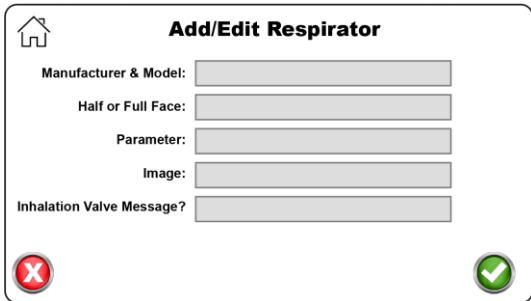 Add/Edit Respirator
Manufacturer & Model:
Half or Full Face:
Parameter:
Image:
Inhalation Valve Message?
X